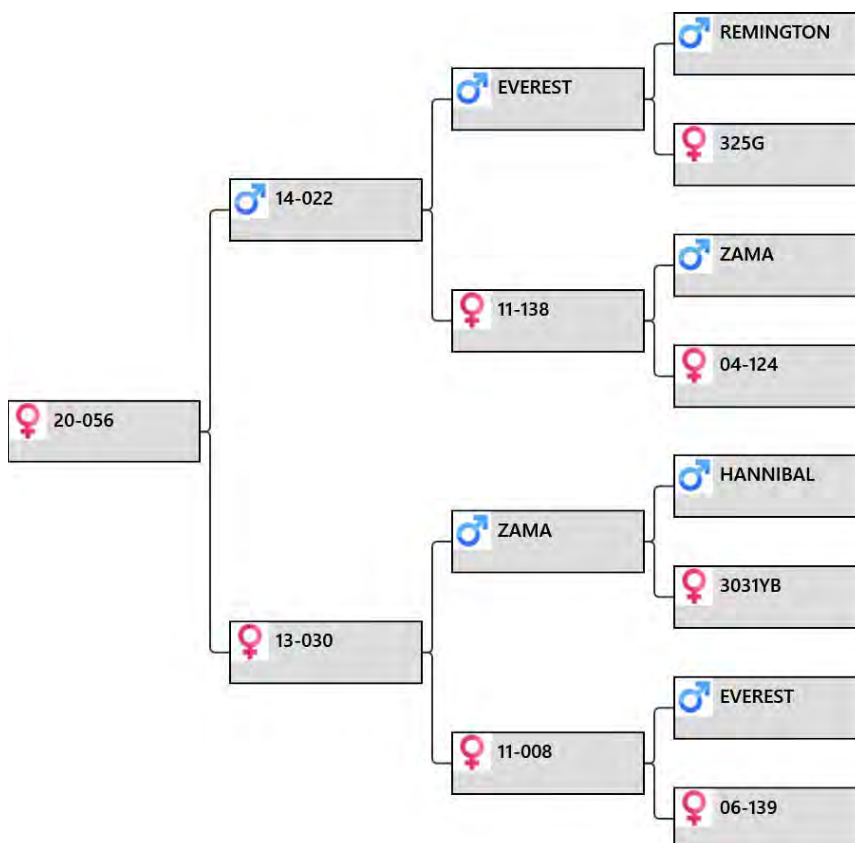 REMINGTON
EVEREST
325G
14-022
ZAMA
11-138
04-124
20-056
HANNIBAL
ZAMA
3031YB
13-030
EVEREST
11-008
06-139